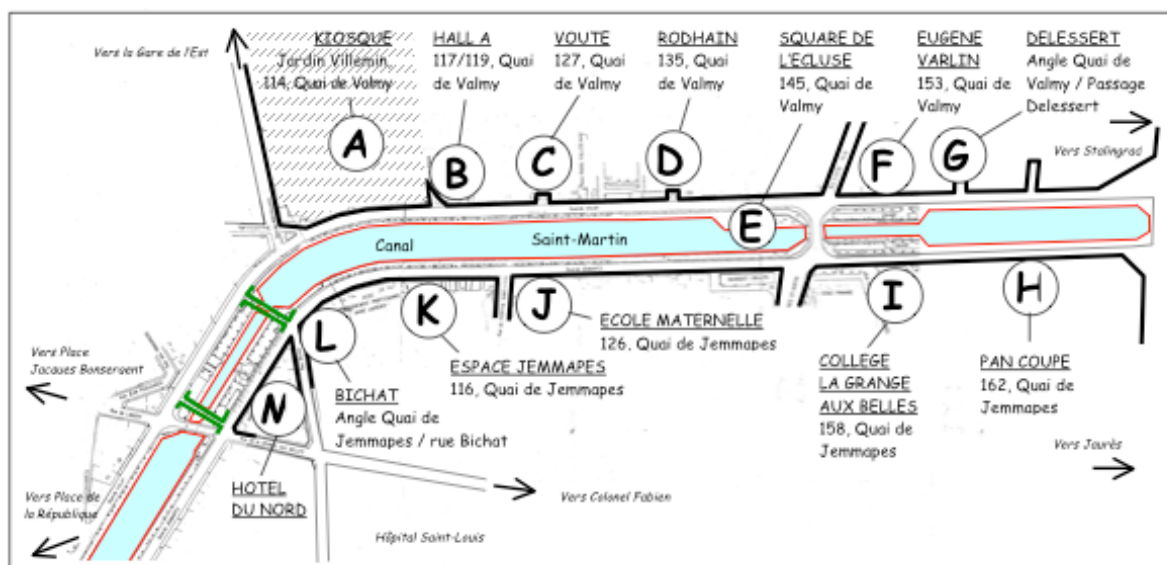 Vers la Gare de l'Est
KIOSQUE
Jardin Villemin,
114, Quai de Valmy
HALL A
117/119, Quai
de Valmy
VOUTE
127, Quai
de Valmy
RODHAIN
135, Quai
de Valmy
SQUARE DE
L'ECLUSE
145, Quai de
Valmy
EUGENE
VARLIN
153, Quai de
Valmy
DELESSERT
Angle Quai de
Valmy / Passage
Delessert
Vers Stalingrad
A
B
C
D
E
F
G
Canal
Saint-Martin
L
K
J
I
H
N
ECOLE MATERNELLE
126, Quai de Jemmapes
ESPACE JEMMAPES
116, Quai de Jemmapes
BICHAT
Angle Quai de
Jemmapes / rue Bichat
COLLEGE
LA GRANGE
AUX BELLES
158, Quai de
Jemmapes
PAN COUPE
162, Quai de
Jemmapes
Vers Place
Jacques Bonsergent
HOTEL
DU NORD
Vers Place de
la République
Vers Colonel Fabien
Hôpital Saint-Louis
Vers Jaurès